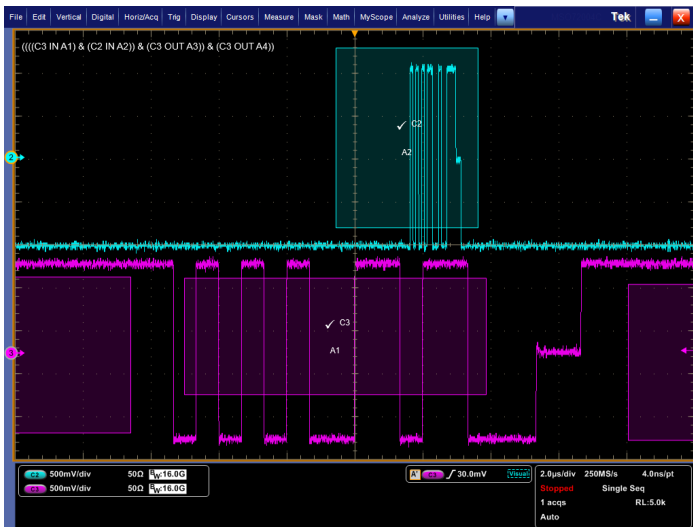 File Edit Vertical Digital Horiz/Acq Trig Display Cursors Measure Mask Math MyScope Analyze Utilities Help Tek X
((((C3 IN A1) & (C2 IN A2)) & (C3 OUT A3)) & (C3 OUT A4))
C2
A2
2
C3
A1
3
C2 500mV/div 50Ω BW:16.0G
C3 500mV/div 50Ω BW:16.0G
A' C3 30.0mV Visual
2.0μs/div 250MS/s 4.0ns/pt
Stopped Single Seq
1 acqs RL:5.0k
Auto